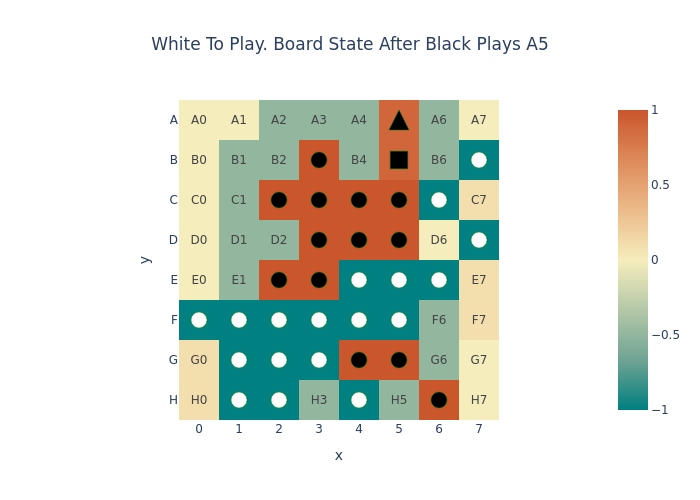 White To Play. Board State After Black Plays A5
A A0 A1 A2 A3 A4 A6 A7
B B0 B1 B2 B4 B6
C C0 C1 C7
D D0 D1 D2 D6
E E0 E1 E7
F F6 F7
G G0 G6 G7
H H0 H3 H5 H7
0 1 2 3 4 5 6 7
x
y
1
0.5
0
−0.5
−1